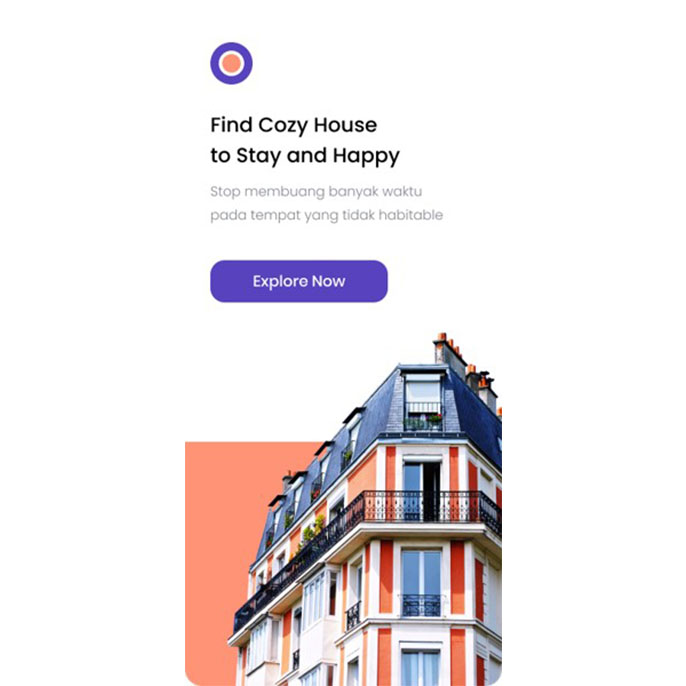 Find Cozy House
to Stay and Happy
Stop membuang banyak waktu
pada tempat yang tidak habitable
Explore Now